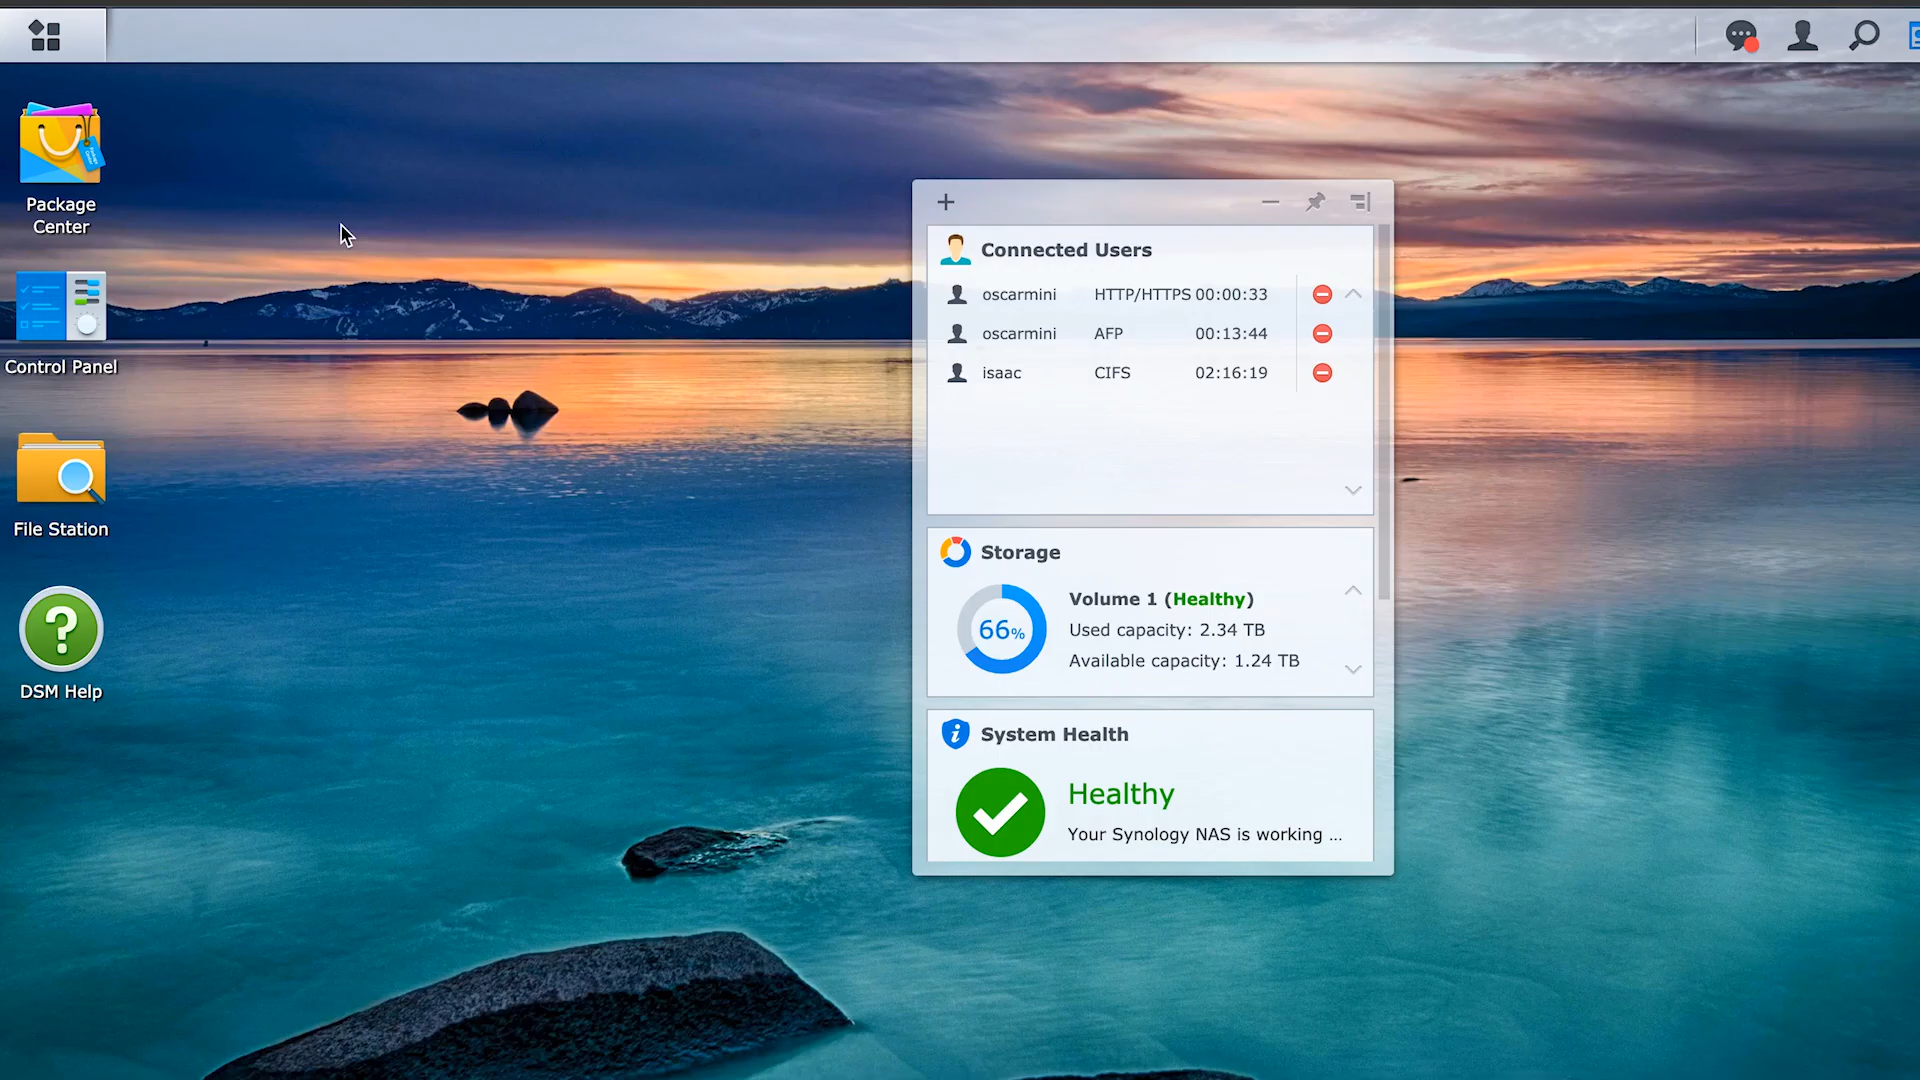 Package
Center
Control Panel
File Station
DSM Help
Connected Users
oscarmini HTTP/HTTPS 00:00:33
oscarmini AFP 00:13:44
isaac CIFS 02:16:19
Storage
66%
Volume 1 (Healthy)
Used capacity: 2.34 TB
Available capacity: 1.24 TB
System Health
Healthy
Your Synology NAS is working ...